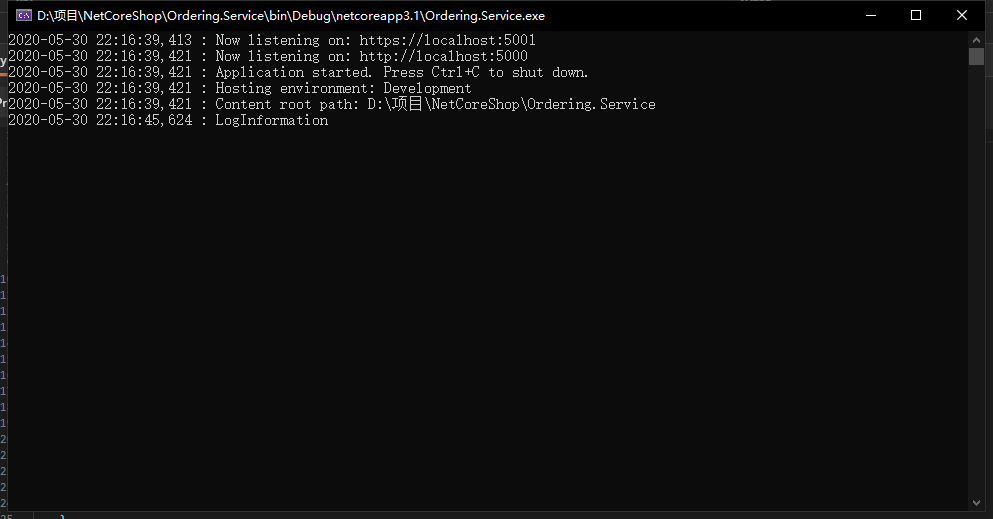 D:\项目\NetCoreShop\Ordering.Service\bin\Debug\netcoreapp3.1\Ordering.Service.exe
2020-05-30 22:16:39,413 : Now listening on: https://localhost:5001
2020-05-30 22:16:39,421 : Now listening on: http://localhost:5000
2020-05-30 22:16:39,421 : Application started. Press Ctrl+C to shut down.
2020-05-30 22:16:39,421 : Hosting environment: Development
2020-05-30 22:16:39,421 : Content root path: D:\项目\NetCoreShop\Ordering.Service
2020-05-30 22:16:45,624 : LogInformation